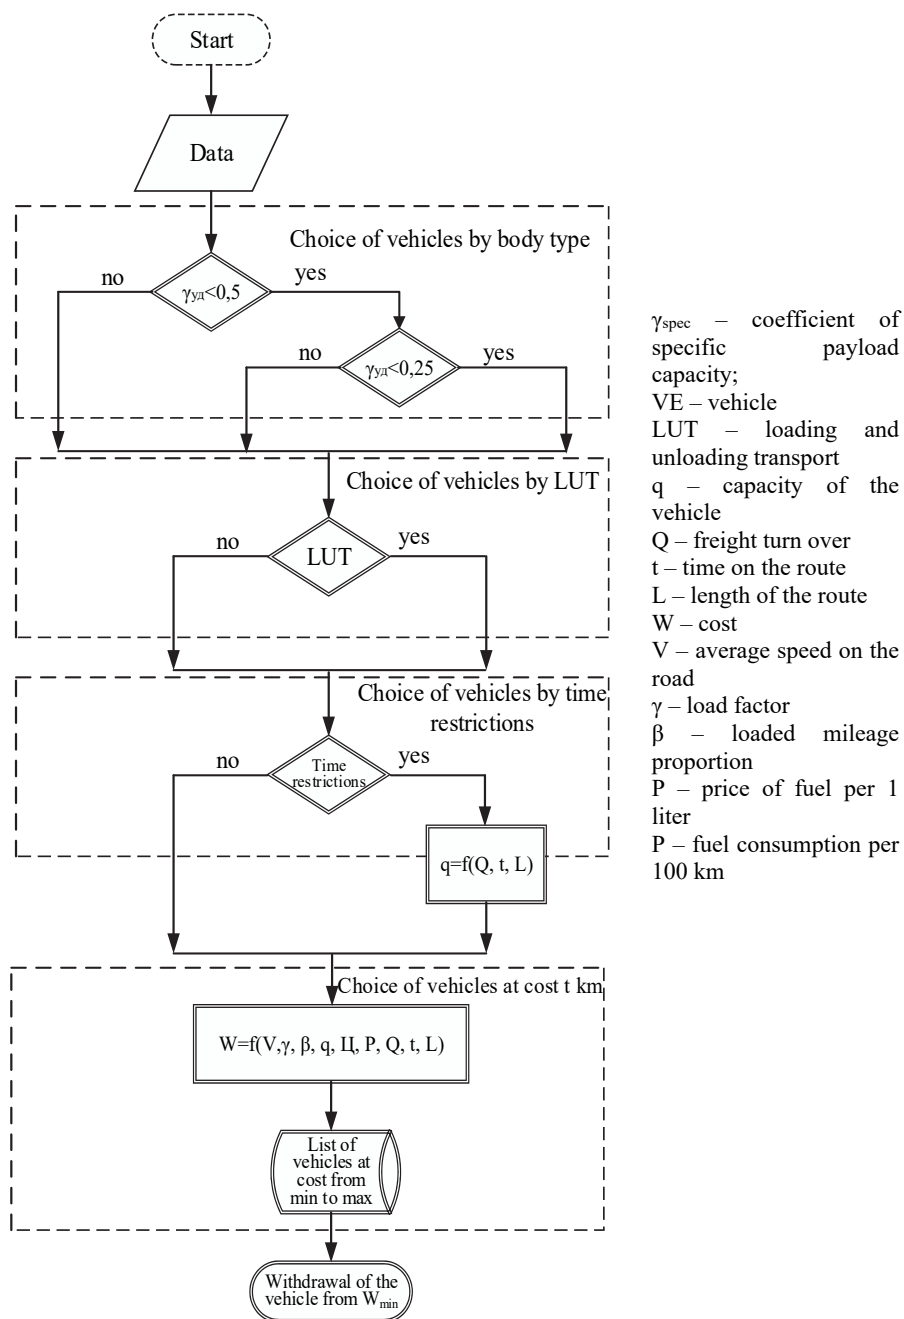 Start
Data
Choice of vehicles by body type
no
yes
γуд<0,5
no
yes
γуд<0,25
Choice of vehicles by LUT
no
yes
LUT
Choice of vehicles by time
restrictions
no
yes
Time
restrictions
q=f(Q, t, L)
Choice of vehicles at cost t km
W=f(V,γ, β, q, Ц, P, Q, t, L)
List of
vehicles at
cost from
min to max
Withdrawal of the
vehicle from Wmin
γspec – coefficient of
specific payload
capacity;
VE – vehicle
LUT – loading and
unloading transport
q – capacity of the
vehicle
Q – freight turn over
t – time on the route
L – length of the route
W – cost
V – average speed on the
road
γ – load factor
β – loaded mileage
proportion
P – price of fuel per 1
liter
P – fuel consumption per
100 km